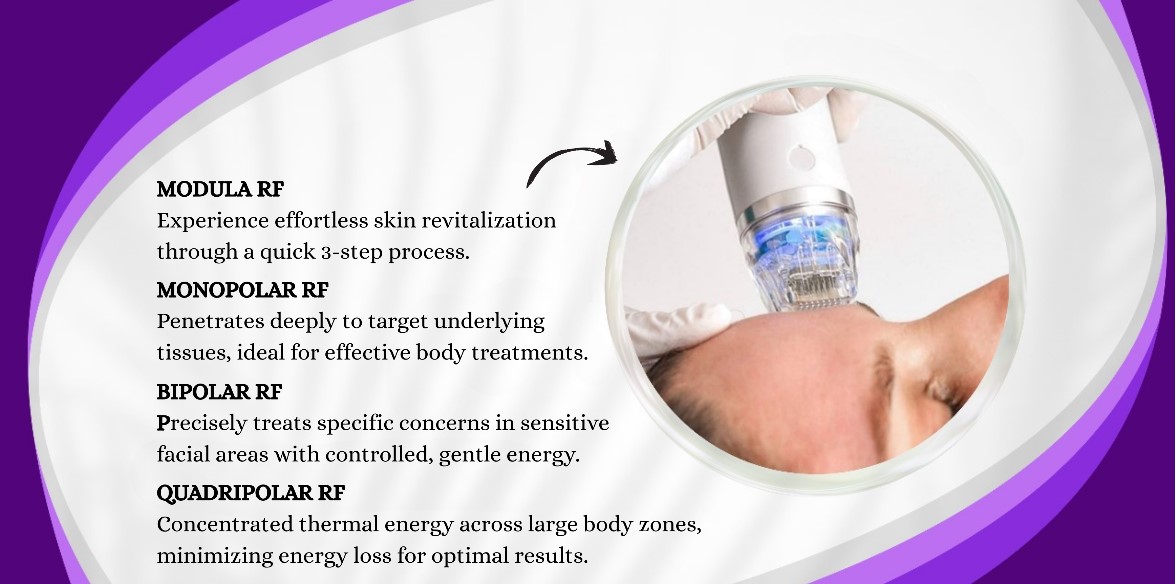 MODULA RF
Experience effortless skin revitalization
through a quick 3-step process.
MONOPOLAR RF
Penetrates deeply to target underlying
tissues, ideal for effective body treatments.
BIPOLAR RF
Precisely treats specific concerns in sensitive
facial areas with controlled, gentle energy.
QUADRIPOLAR RF
Concentrated thermal energy across large body zones,
minimizing energy loss for optimal results.